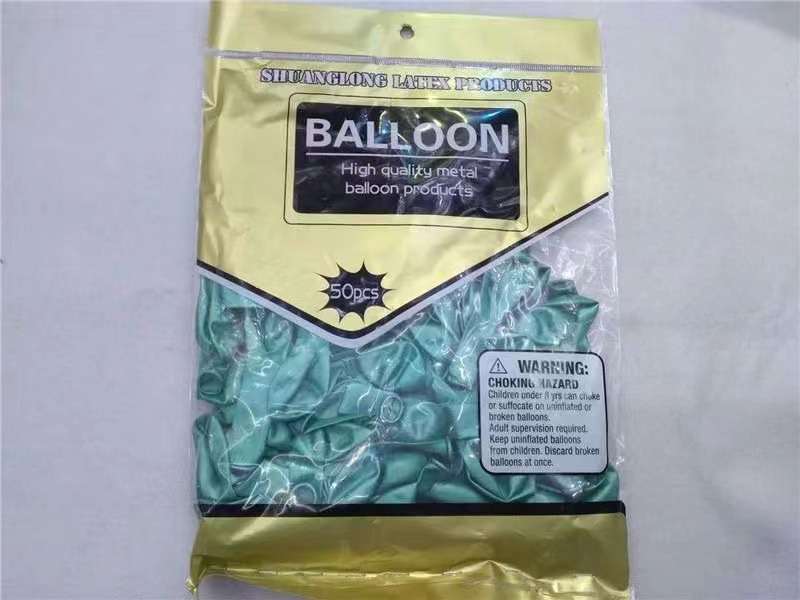 SHUANGLONG LATEX PRODUCTS
BALLOON
High quality metal
balloon products
50pcs
WARNING:
CHOKING HAZARD
Children under 8 yrs can choke
or suffocate on uninflated or
broken balloons.
Adult supervision required.
Keep uninflated balloons
from children. Discard broken
balloons at once.